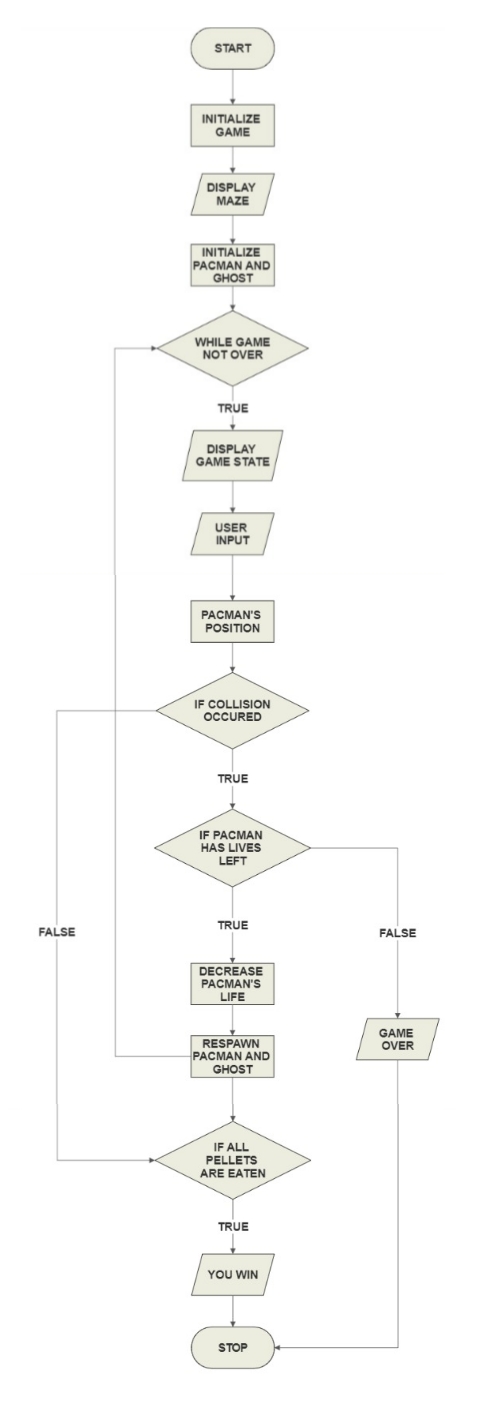 START
INITIALIZE
GAME
DISPLAY
MAZE
INITIALIZE
PACMAN AND
GHOST
WHILE GAME
NOT OVER
TRUE
DISPLAY
GAME STATE
USER
INPUT
PACMAN'S
POSITION
IF COLLISION
OCCURED
TRUE
IF PACMAN
HAS LIVES
LEFT
TRUE
FALSE
FALSE
DECREASE
PACMAN'S
LIFE
RESPAWN
PACMAN AND
GHOST
GAME
OVER
IF ALL
PELLETS
ARE EATEN
TRUE
YOU WIN
STOP